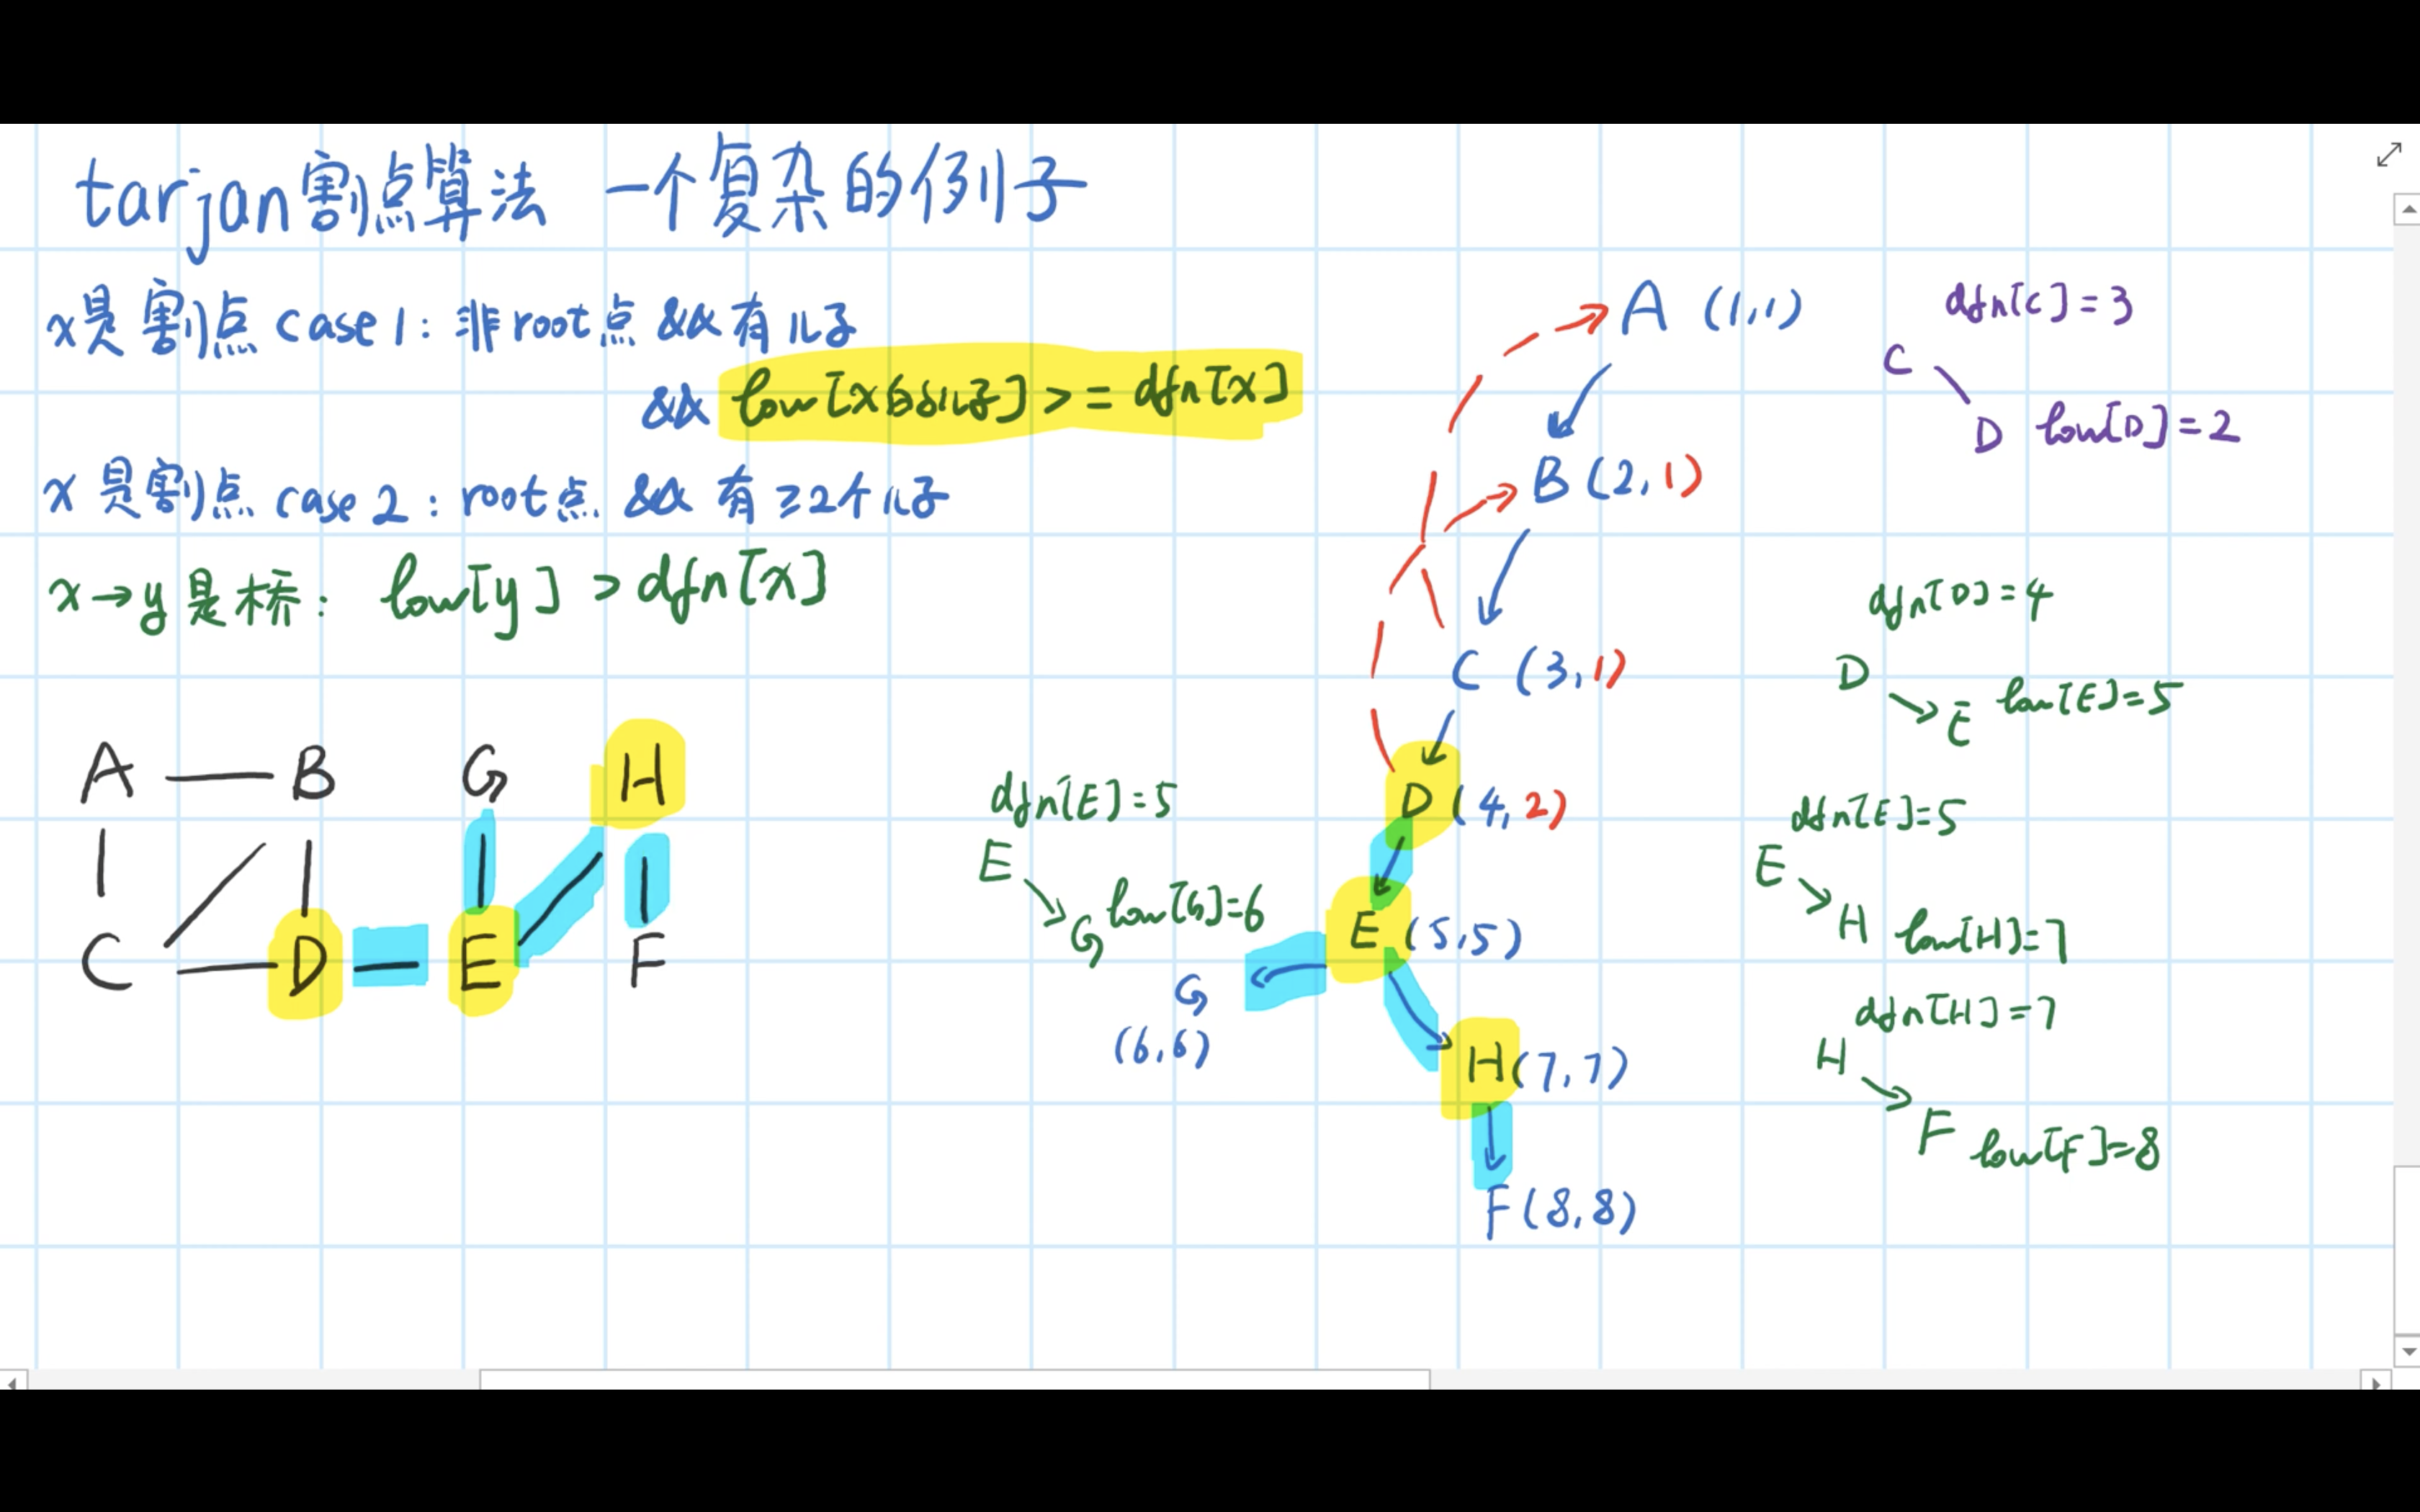 tarjan割点算法 一个复杂的例子
x是割点 case 1: 非root点 && 有儿子
&& low[x的儿子] >= dfn[x]
x是割点 case 2: root点 && 有≥2个儿子
x→y是桥: low[y] > dfn[x]
A B G H
C D E F
A (1,1)
B (2,1)
C (3,1)
D (4,2)
E (5,5)
G
(6,6)
H (7,7)
F (8,8)
dfn[E]=5
E
G low[G]=6
dfn[C]=3
C
D low[D]=2
dfn[D]=4
D
E low[E]=5
dfn[E]=5
E
H low[H]=7
dfn[H]=7
H
F low[F]=8